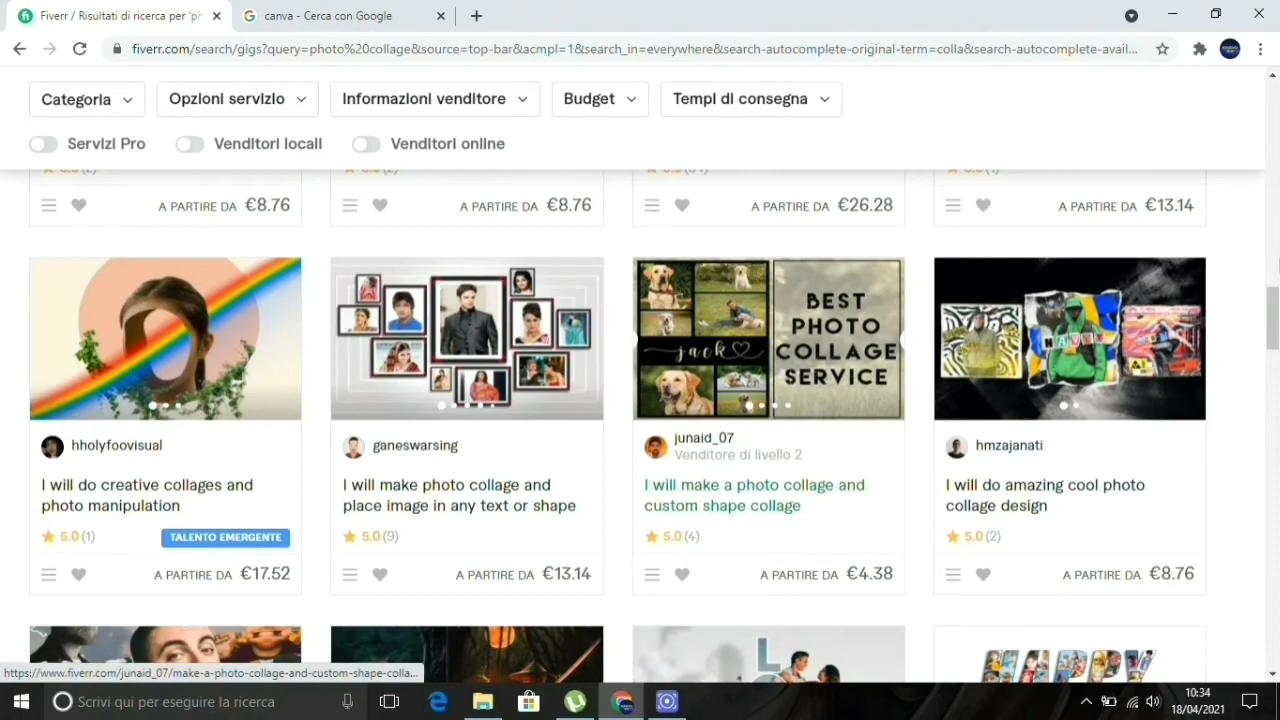 Fiverr / Risultati di ricerca per 'ph
canva - Cerca con Google
fiverr.com/search/gigs?query=photo%20collage&source=top-bar&acmpl=1&search_in=everywhere&search-autocomplete-original-term=colla&search-autocomplete-avail...
Categoria
Opzioni servizio
Informazioni venditore
Budget
Tempi di consegna
Servizi Pro
Venditori locali
Venditori online
A PARTIRE DA €8.76
A PARTIRE DA €8.76
A PARTIRE DA €26.28
A PARTIRE DA €13.14
jack
BEST
PHOTO
COLLAGE
SERVICE
hholyfoovisual
I will do creative collages and
photo manipulation
5.0 (1)
TALENTO EMERGENTE
A PARTIRE DA €17.52
ganeswarsing
I will make photo collage and
place image in any text or shape
5.0 (9)
A PARTIRE DA €13.14
junaid_07
Venditore di livello 2
I will make a photo collage and
custom shape collage
5.0 (4)
A PARTIRE DA €4.38
hmzajanati
I will do amazing cool photo
collage design
5.0 (2)
A PARTIRE DA €8.76
https://www.fiverr.com/junaid_07/make-a-photo-collage-and-custom-shape-colla...
Scrivi qui per eseguire la ricerca
10:34
18/04/2021